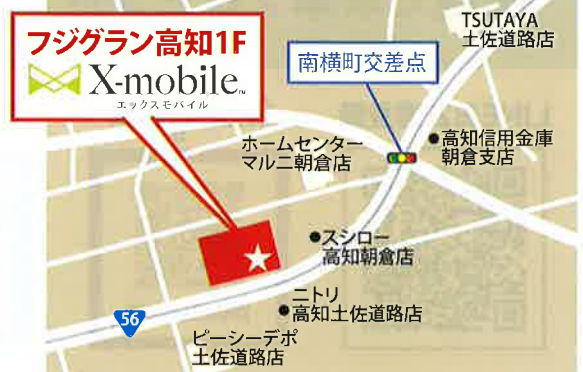 TSUTAYA
土佐道路店
フジグラン高知1F
X-mobile™
エックスモバイル
南横町交差点
高知信用金庫
朝倉支店
ホームセンター
マルニ朝倉店
スシロー
高知朝倉店
ニトリ
高知土佐道路店
56
ピーシーデポ
土佐道路店